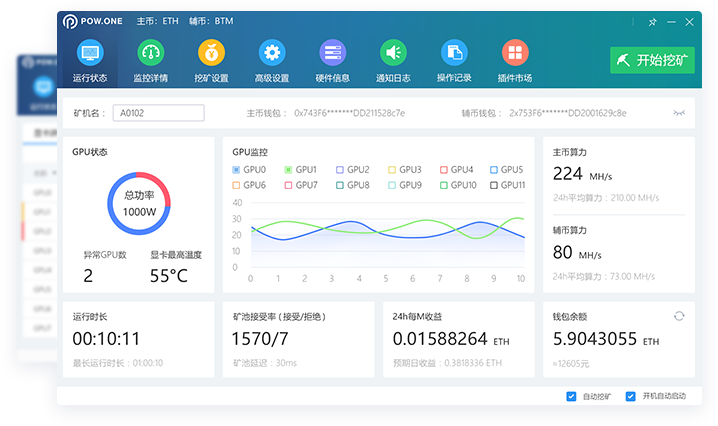 POW.ONE 主币：ETH 辅币：BTM
运行状态 监控详情 挖矿设置 高级设置 硬件信息 通知日志 操作记录 插件市场 开始挖矿
矿机名： A0102 主币钱包： 0x743F6*******DD211528c7e 辅币钱包： 2x753F6*******DD2001629c8e
GPU状态
总功率
1000W
异常GPU数 显卡最高温度
2 55°C
GPU监控
GPU0 GPU1 GPU2 GPU3 GPU4 GPU5
GPU6 GPU7 GPU8 GPU9 GPU10 GPU11
40
30
20
10
0
0 1 2 3 4 5 6 7 8 9 10
主币算力
224 MH/s
24h平均算力：210.00 MH/s
辅币算力
80 MH/s
24h平均算力：73.00 MH/s
运行时长
00:10:11
最长运行时长：01:00:10
矿池接受率 ( 接受/拒绝 )
1570/7
矿池延迟：30ms
24h每M收益
0.01588264 ETH
预期日收益：0.3818336 ETH
钱包余额
5.9043055 ETH
≈12605元
自动挖矿 开机自动启动